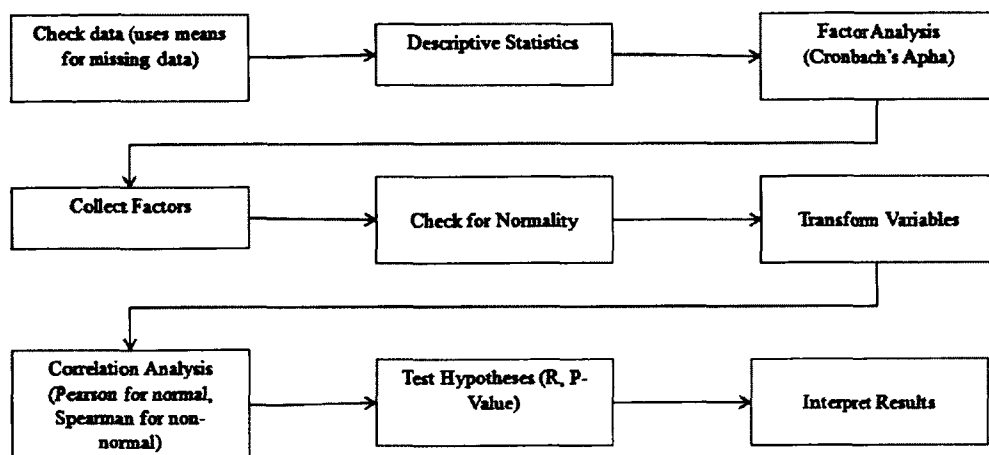 Check data (uses means
for missing data)
Descriptive Statistics
Factor Analysis
(Cronbach's Apha)
Collect Factors
Check for Normality
Transform Variables
Correlation Analysis
(Pearson for normal,
Spearman for non-
normal)
Test Hypotheses (R, P-
Value)
Interpret Results